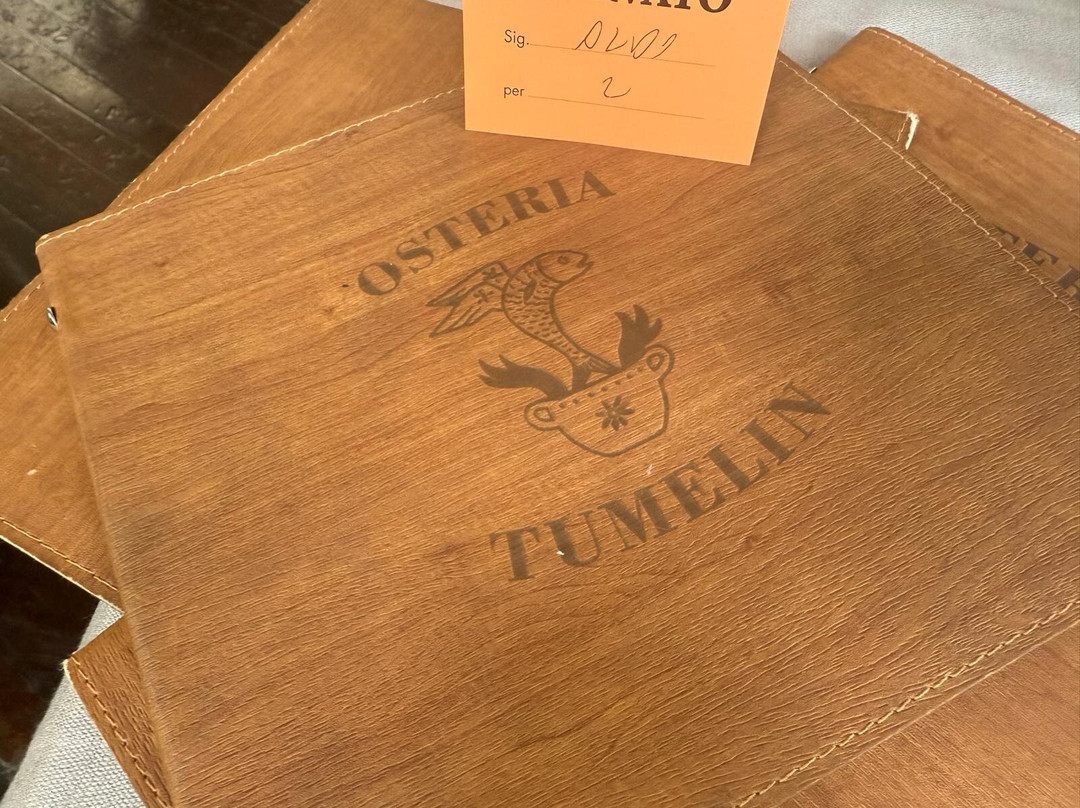 Sig.
per 2
OSTERIA
TUMELIN